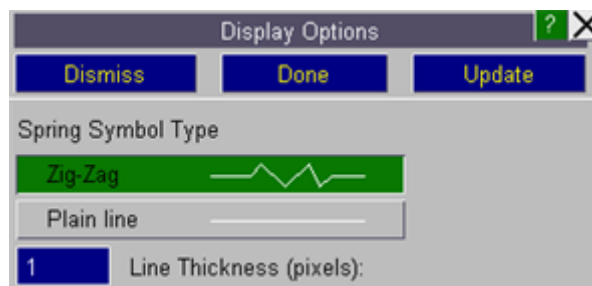 Display Options ?
Dismiss Done Update
Spring Symbol Type
Zig-Zag
Plain line
1 Line Thickness (pixels):